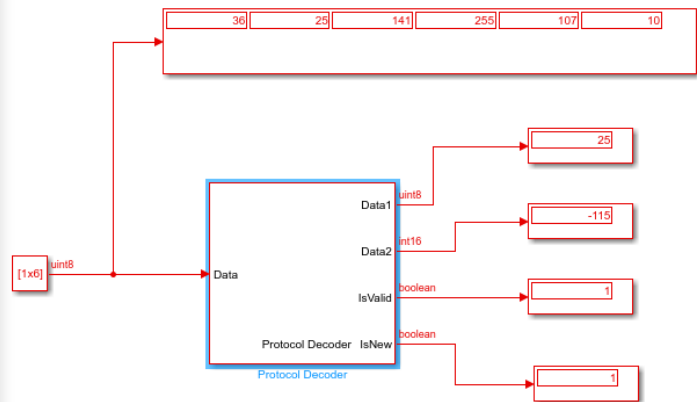 36 25 141 255 107 10
25
Data1 uint8
-115
Data2 int16
[1x6] uint8
Data
boolean
1
IsValid
boolean
Protocol Decoder IsNew
Protocol Decoder
1